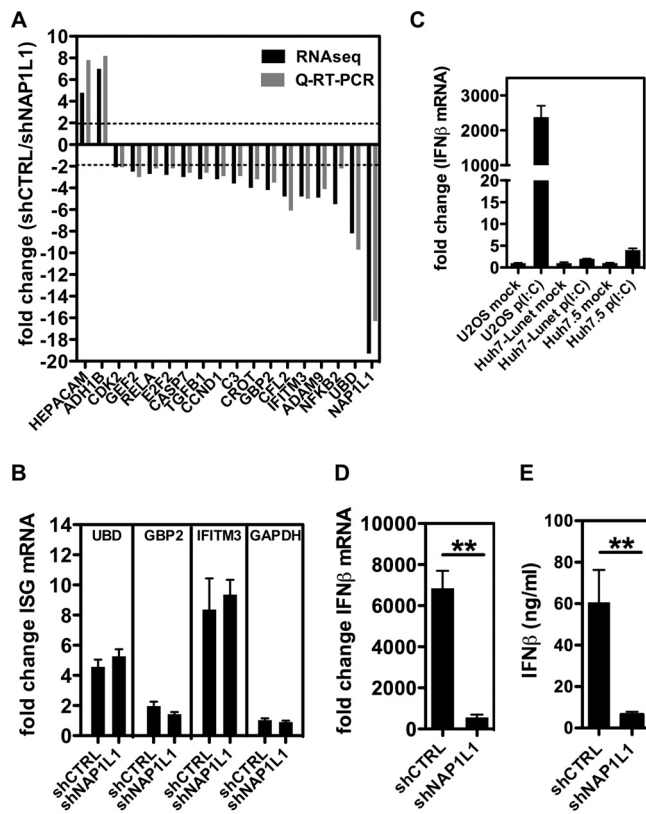 A
fold change (shCTRL/shNAP1L1)
10
8
6
4
2
0
-2
-4
-6
-8
-10
-12
-14
-16
-18
-20
RNAseq
Q-RT-PCR
HEPACAM
ADH1B
CDK2
GEF2
RELA
E2F2
CASP7
TGFB1
CCND1
C3
CROT
GBP2
CFL2
IFITM3
ADAM9
NFKB2
UBD
NAP1L1
C
fold change (IFNβ mRNA)
3000
2000
1000
20
15
10
5
0
U2OS mock
U2OS p(I:C)
Huh7-Lunet mock
Huh7-Lunet p(I:C)
Huh7.5 mock
Huh7.5 p(I:C)
B
fold change ISG mRNA
14
12
10
8
6
4
2
0
UBD
GBP2
IFITM3
GAPDH
shCTRL
shNAP1L1
shCTRL
shNAP1L1
shCTRL
shNAP1L1
shCTRL
shNAP1L1
D
fold change IFNβ mRNA
10000
8000
6000
4000
2000
0
**
shCTRL
shNAP1L1
E
IFNβ (ng/ml)
100
80
60
40
20
0
**
shCTRL
shNAP1L1